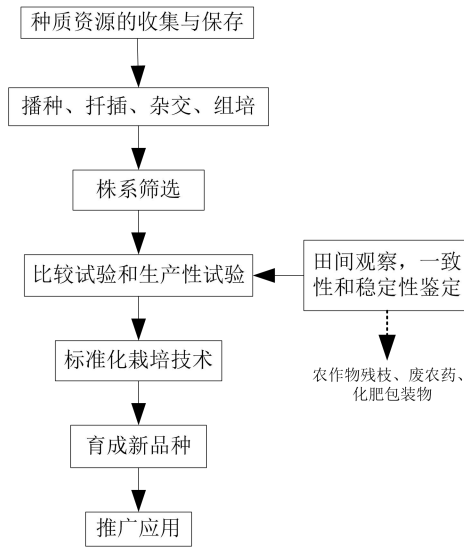 种质资源的收集与保存
播种、扦插、杂交、组培
株系筛选
比较试验和生产性试验
田间观察，一致
性和稳定性鉴定
标准化栽培技术
农作物残枝、废农药、
化肥包装物
育成新品种
推广应用